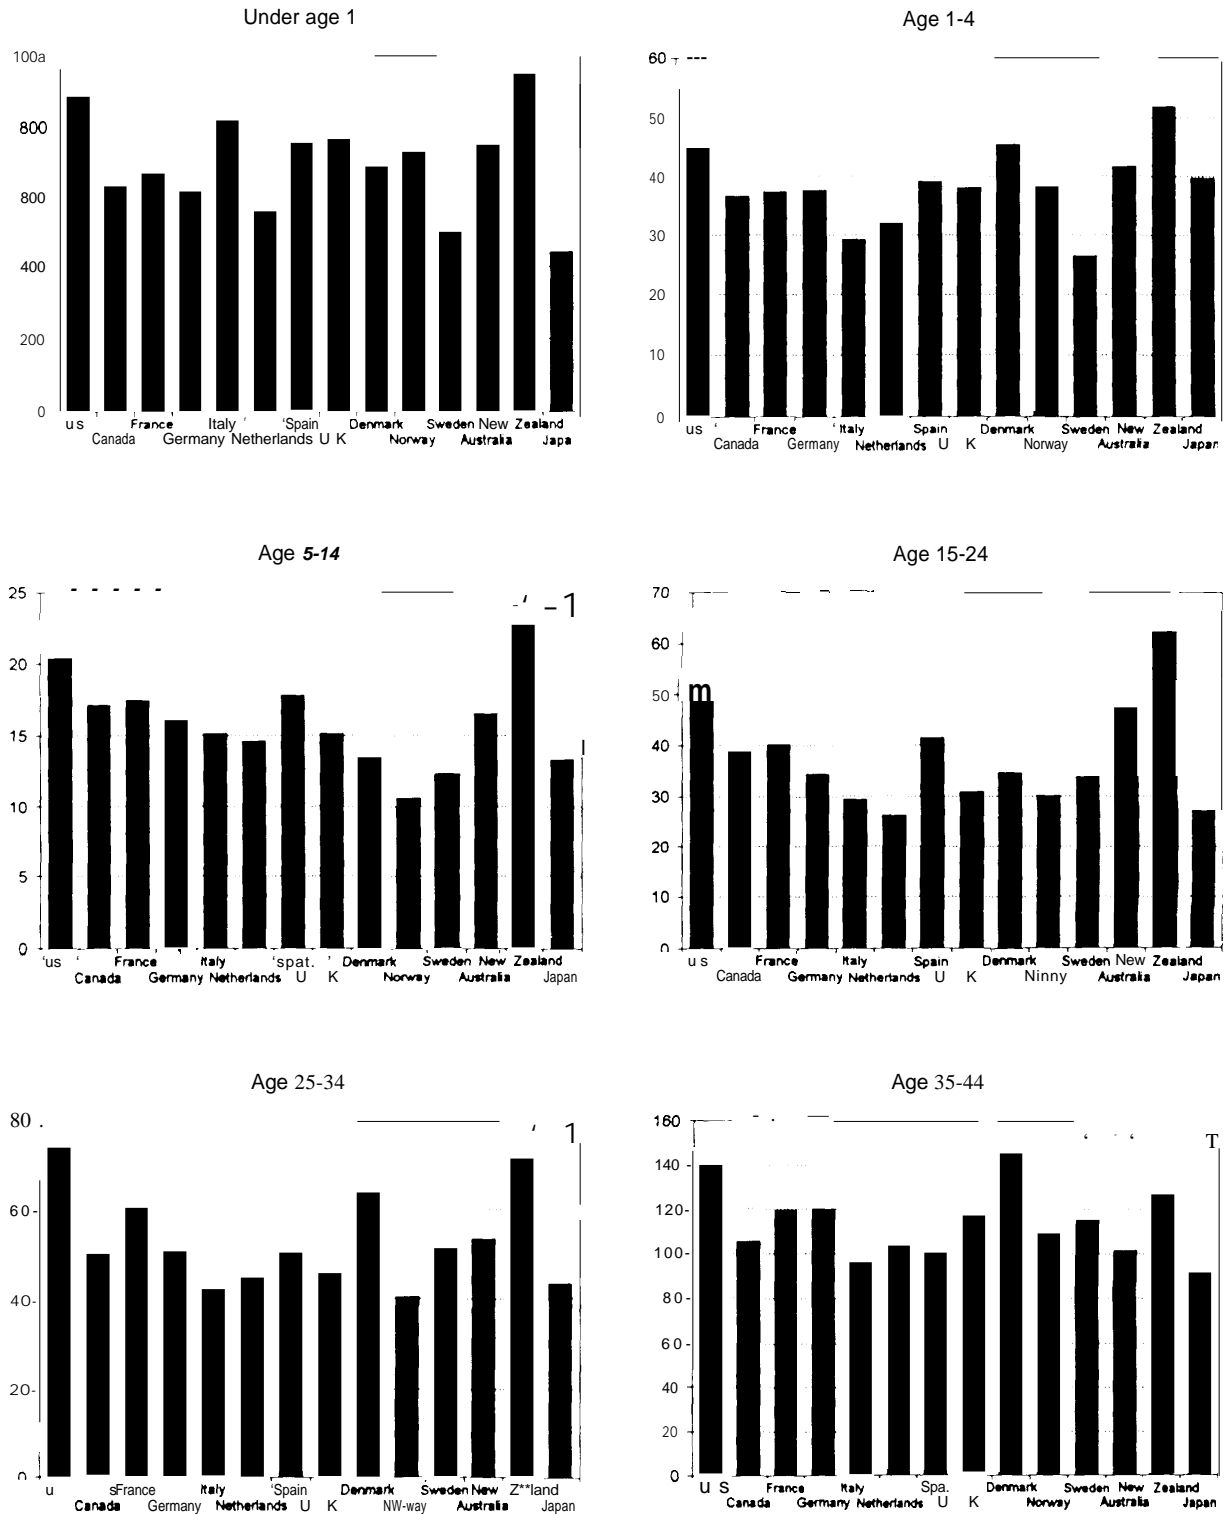 Under age 1
100a
800
800
400
200
0
us France Italy Spain Denmark Sweden New Zealand
Canada Germany Netherlands U K Norway Australia Japa
Age 1-4
60
50
40
30
20
10
0
us France Italy Spain Denmark Sweden New Zealand
Canada Germany Netherlands U K Norway Australia Japan
Age 5-14
25
20
15
10
5
0
'us France Italy 'spat. Denmark Sweden New Zealand
Canada Germany Netherlands U K Norway Australia Japan
Age 15-24
70
60
50 m
40
30
20
10
0
us France Italy Spain Denmark Sweden New Zealand
Canada Germany Netherlands U K Ninny Australia Japan
Age 25-34
80 .
60-
40-
20-
0
u sFrance Italy 'Spain Denmark Sweden New Z**land
Canada Germany Netherlands U K NW-way Australia Japan
Age 35-44
160
140-
120-
100-
80-
60-
40-
20
0
u s France Italy Spa. Denmark Sweden New Zealand
Canada Germany Netherlands U K Norway Australia Japan